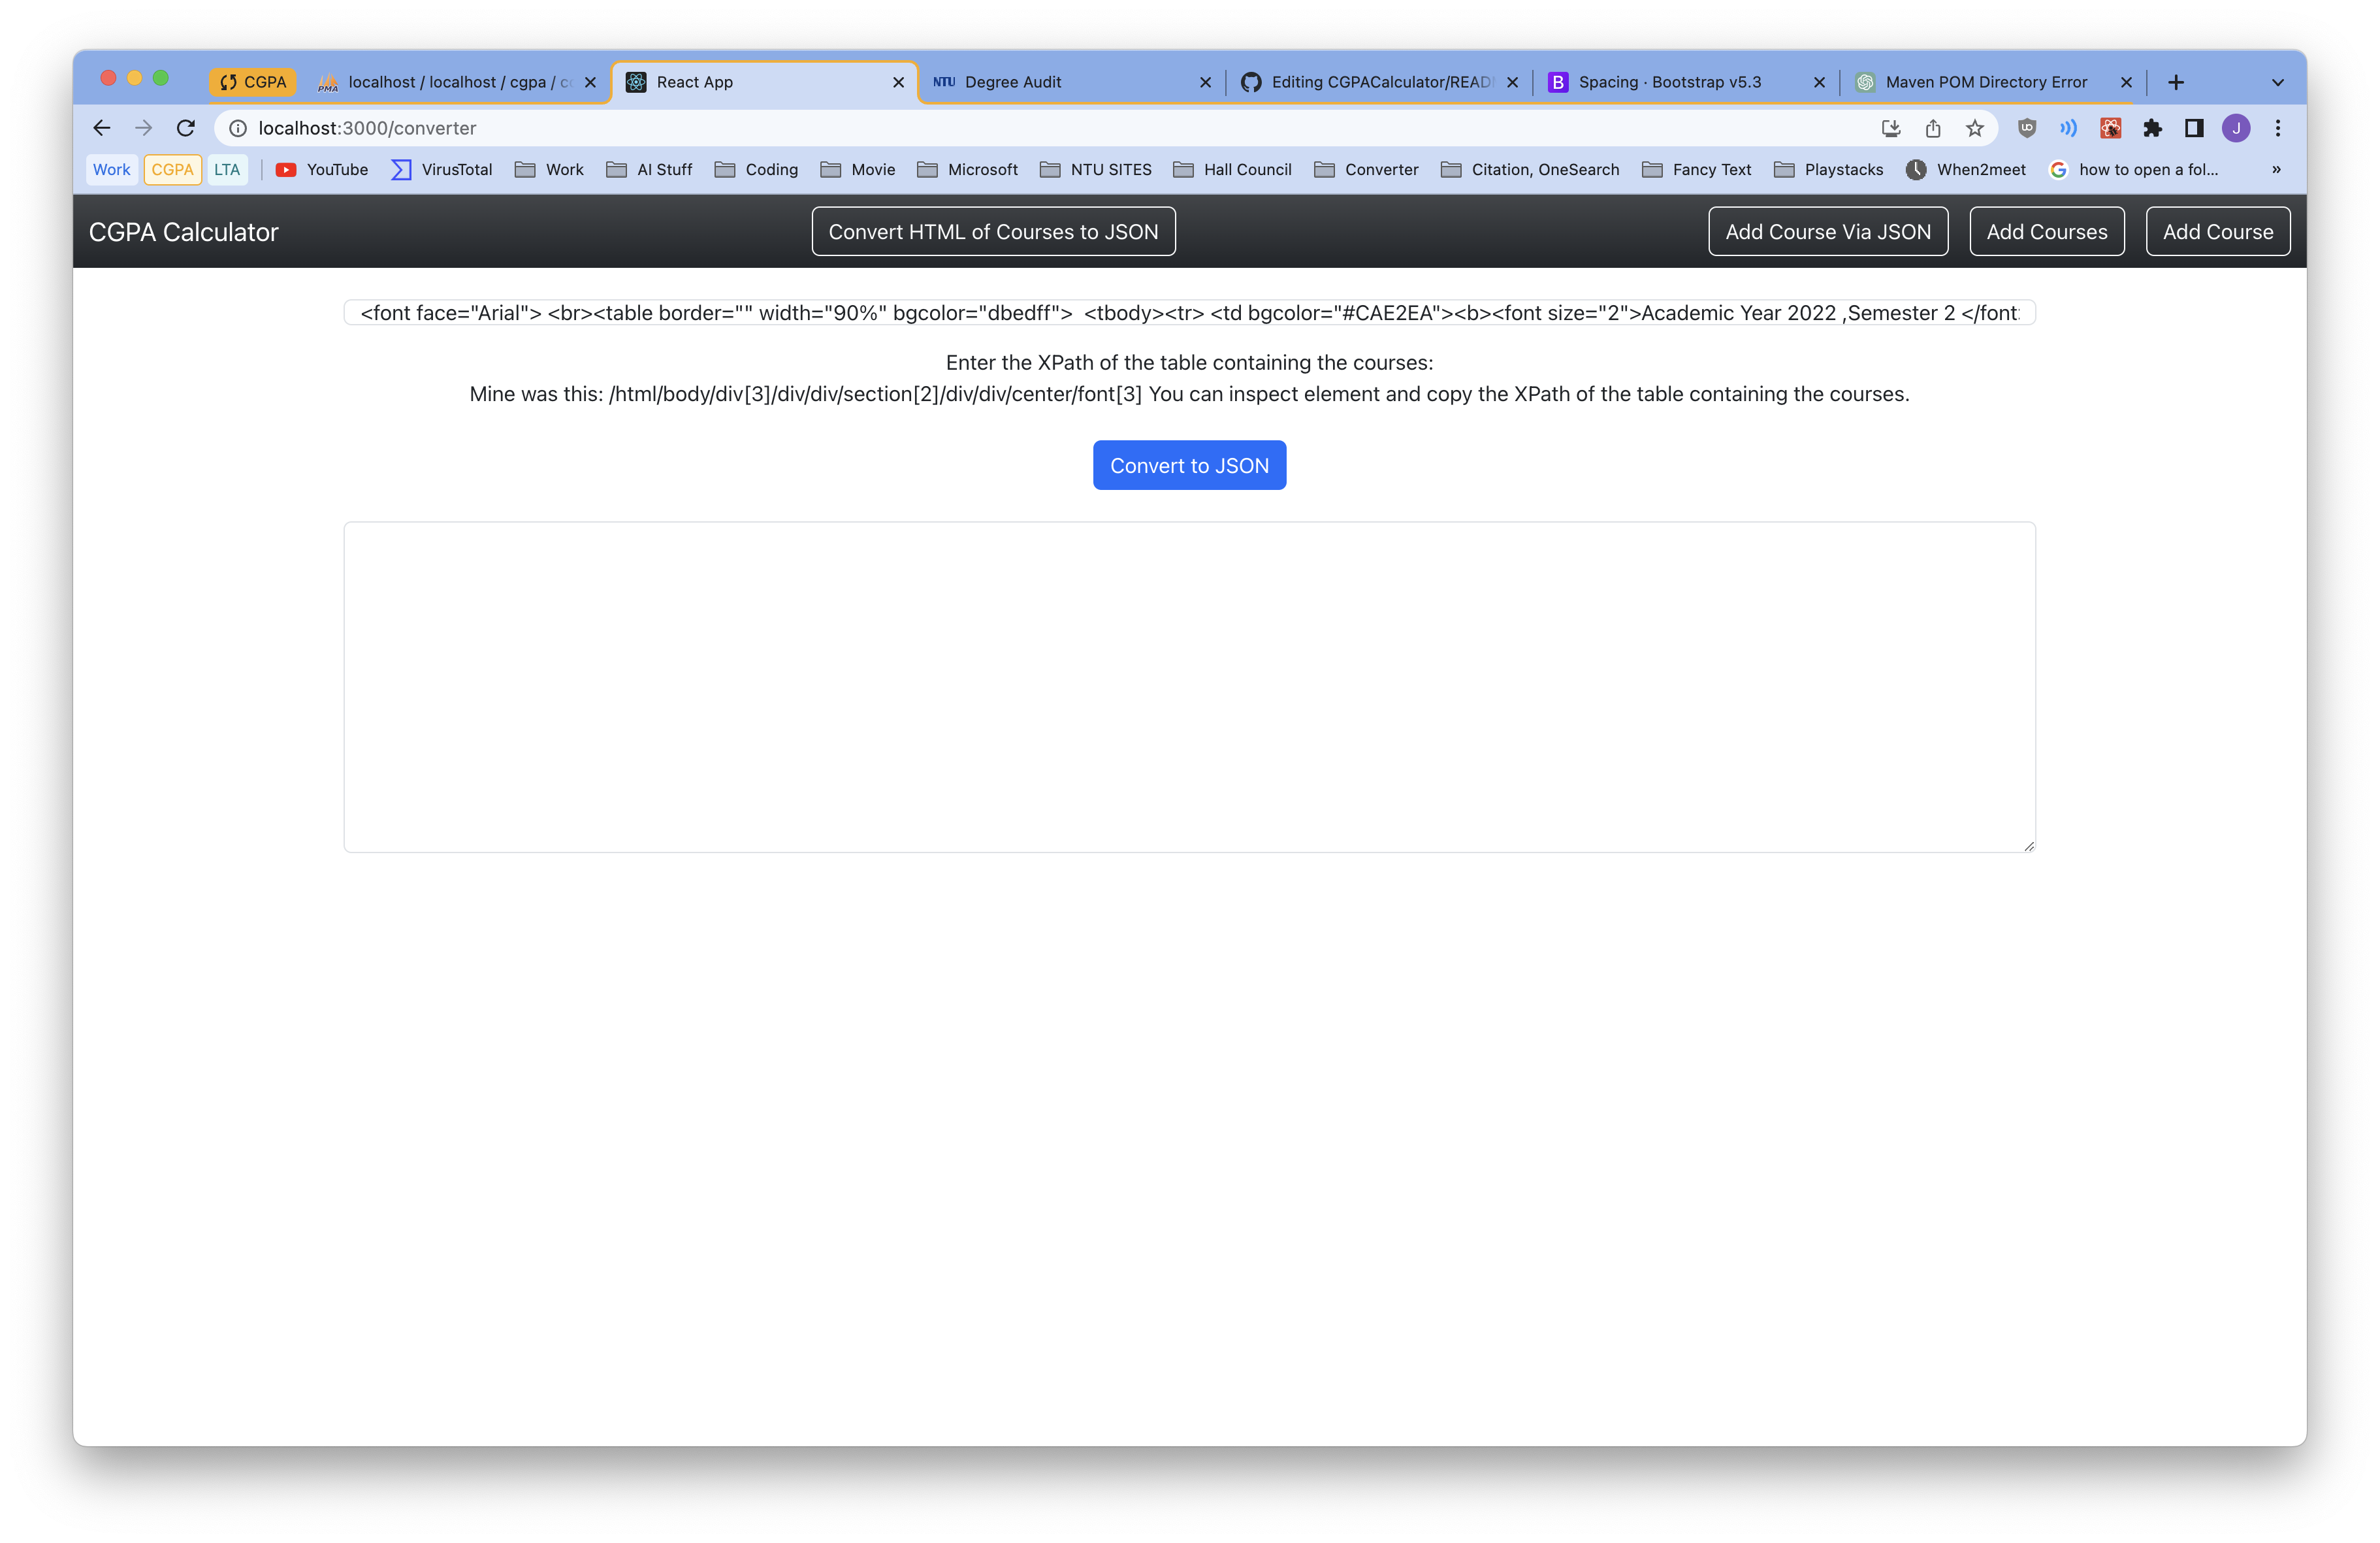 CGPA
localhost / localhost / cgpa / co
React App
NTU Degree Audit
Editing CGPACalculator/READ
B Spacing · Bootstrap v5.3
Maven POM Directory Error
localhost:3000/converter
J
Work
CGPA
LTA
YouTube
VirusTotal
Work
AI Stuff
Coding
Movie
Microsoft
NTU SITES
Hall Council
Converter
Citation, OneSearch
Fancy Text
Playstacks
When2meet
how to open a fol...
»
CGPA Calculator
Convert HTML of Courses to JSON
Add Course Via JSON
Add Courses
Add Course
<font face="Arial"> <br><table border="" width="90%" bgcolor="dbedff">  <tbody><tr> <td bgcolor="#CAE2EA"><b><font size="2">Academic Year 2022 ,Semester 2 </font
Enter the XPath of the table containing the courses:
Mine was this: /html/body/div[3]/div/div/section[2]/div/div/center/font[3] You can inspect element and copy the XPath of the table containing the courses.
Convert to JSON